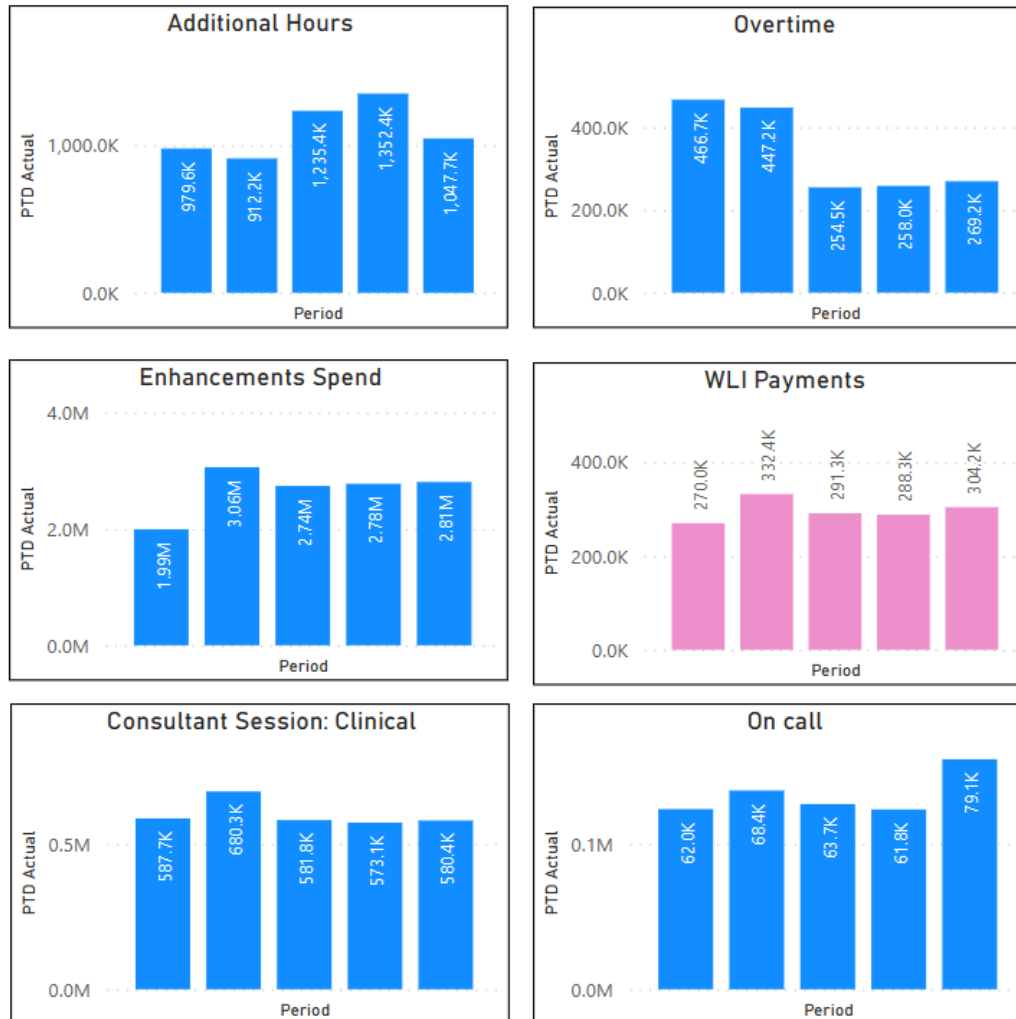 Additional Hours
PTD Actual
1,000.0K
0.0K
979.6K
912.2K
1,235.4K
1,352.4K
1,047.7K
Period
Overtime
PTD Actual
400.0K
200.0K
0.0K
466.7K
447.2K
254.5K
258.0K
269.2K
Period
Enhancements Spend
PTD Actual
4.0M
2.0M
0.0M
1.99M
3.06M
2.74M
2.78M
2.81M
Period
WLI Payments
PTD Actual
400.0K
200.0K
0.0K
270.0K
332.4K
291.3K
288.3K
304.2K
Period
Consultant Session: Clinical
PTD Actual
0.5M
0.0M
587.7K
680.3K
581.8K
573.1K
580.4K
Period
On call
PTD Actual
0.1M
0.0M
62.0K
68.4K
63.7K
61.8K
79.1K
Period